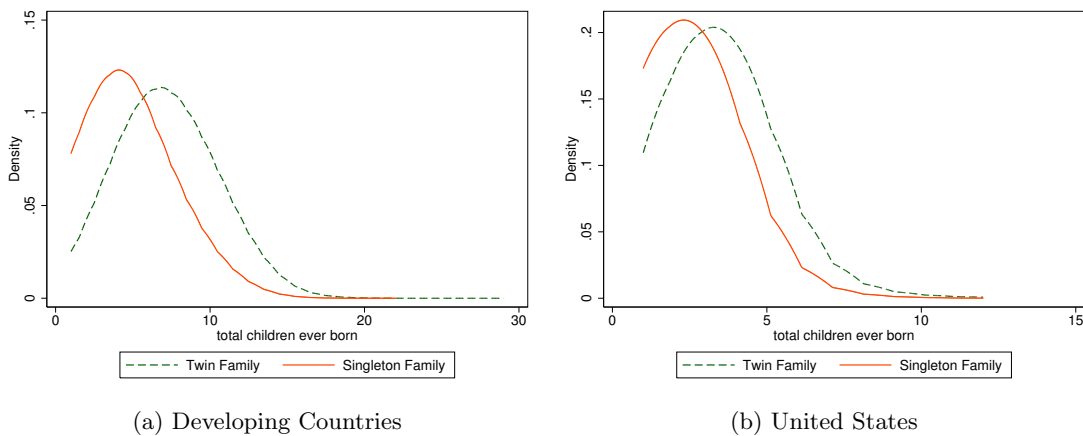 .15
.1
.05
0
Density
0 10 20 30
total children ever born
Twin Family Singleton Family
(a) Developing Countries
.2
.15
.1
.05
0
Density
0 5 10 15
total children ever born
Twin Family Singleton Family
(b) United States